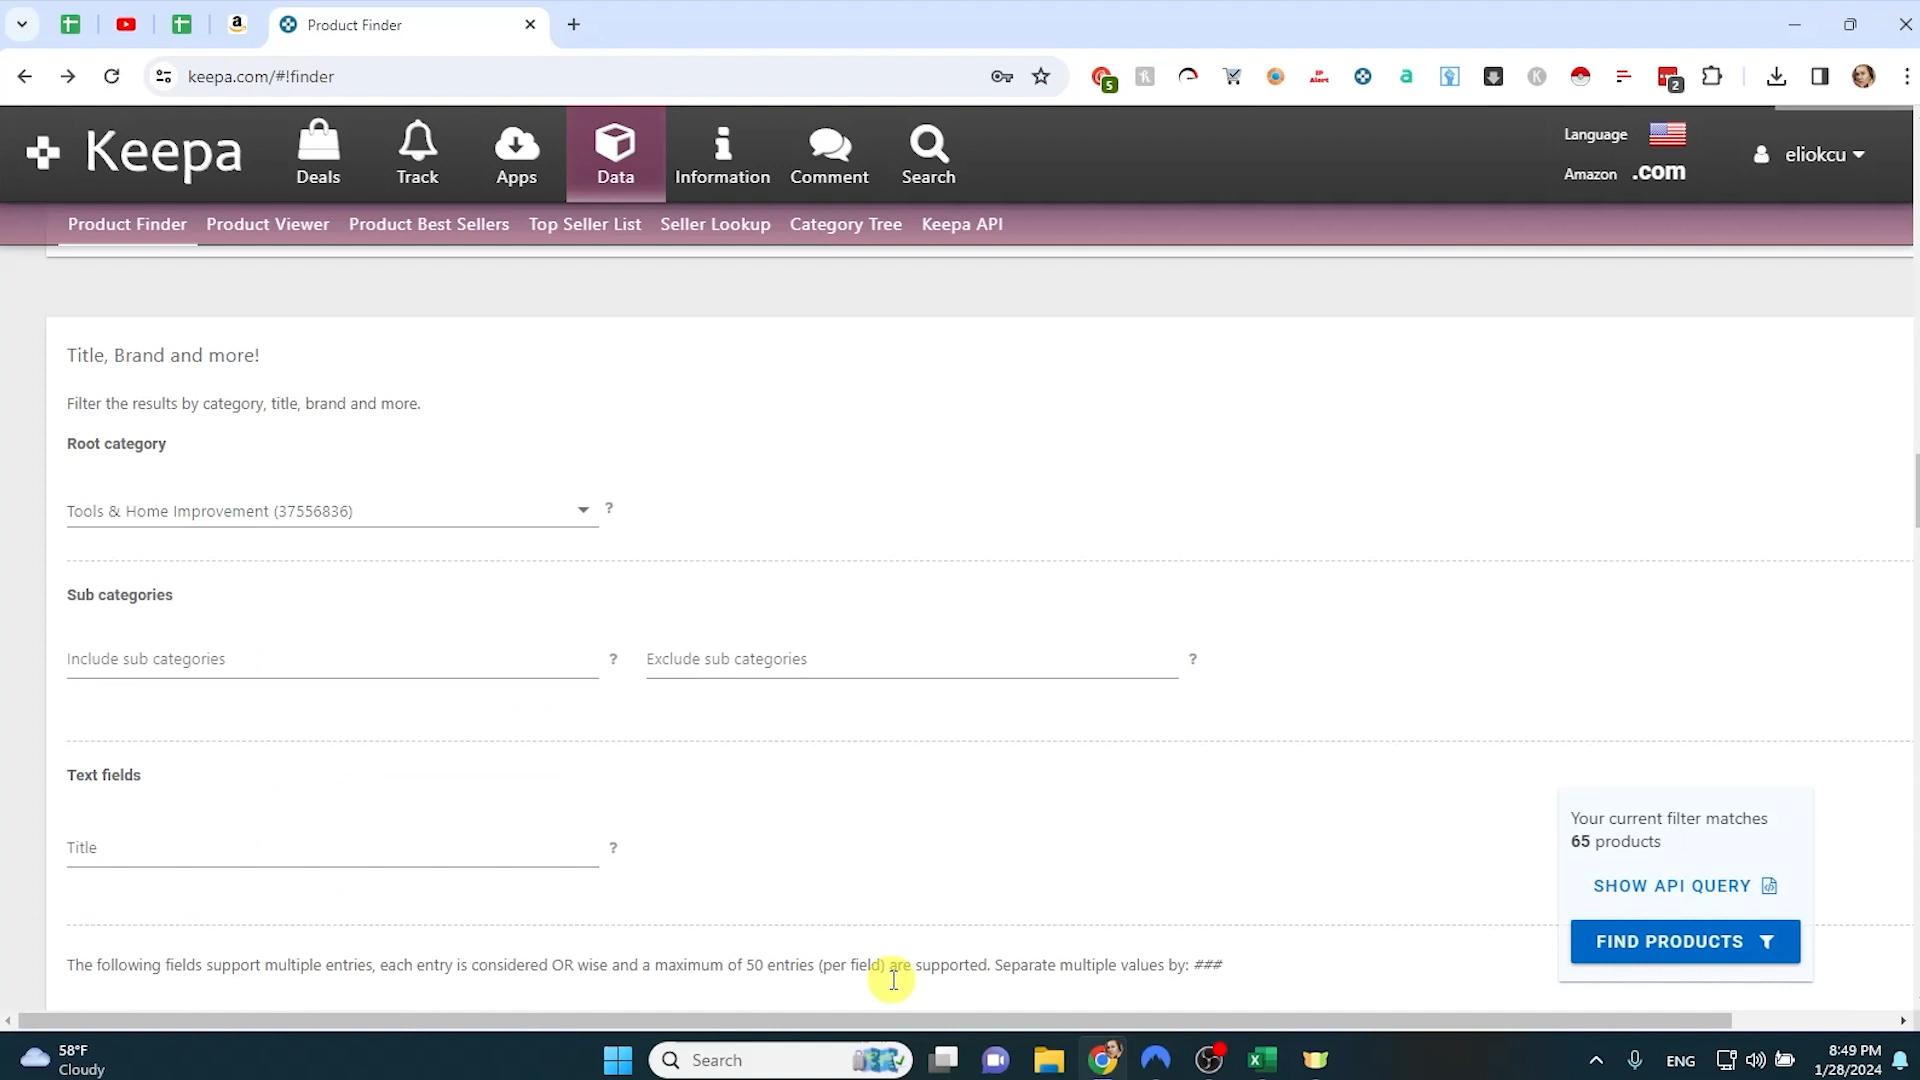 Product Finder
keepa.com/#!finder
5
IP Alert
a
K
2
Keepa
Deals
Track
Apps
Data
Information
Comment
Search
Language
Amazon .com
eliokcu
Product Finder
Product Viewer
Product Best Sellers
Top Seller List
Seller Lookup
Category Tree
Keepa API
Title, Brand and more!
Filter the results by category, title, brand and more.
Root category
Tools & Home Improvement (37556836)
?
Sub categories
Include sub categories
?
Exclude sub categories
?
Text fields
Title
?
Your current filter matches
65 products
SHOW API QUERY
FIND PRODUCTS
The following fields support multiple entries, each entry is considered OR wise and a maximum of 50 entries (per field) are supported. Separate multiple values by: ###
58°F
Cloudy
Search
ENG
8:49 PM
1/28/2024